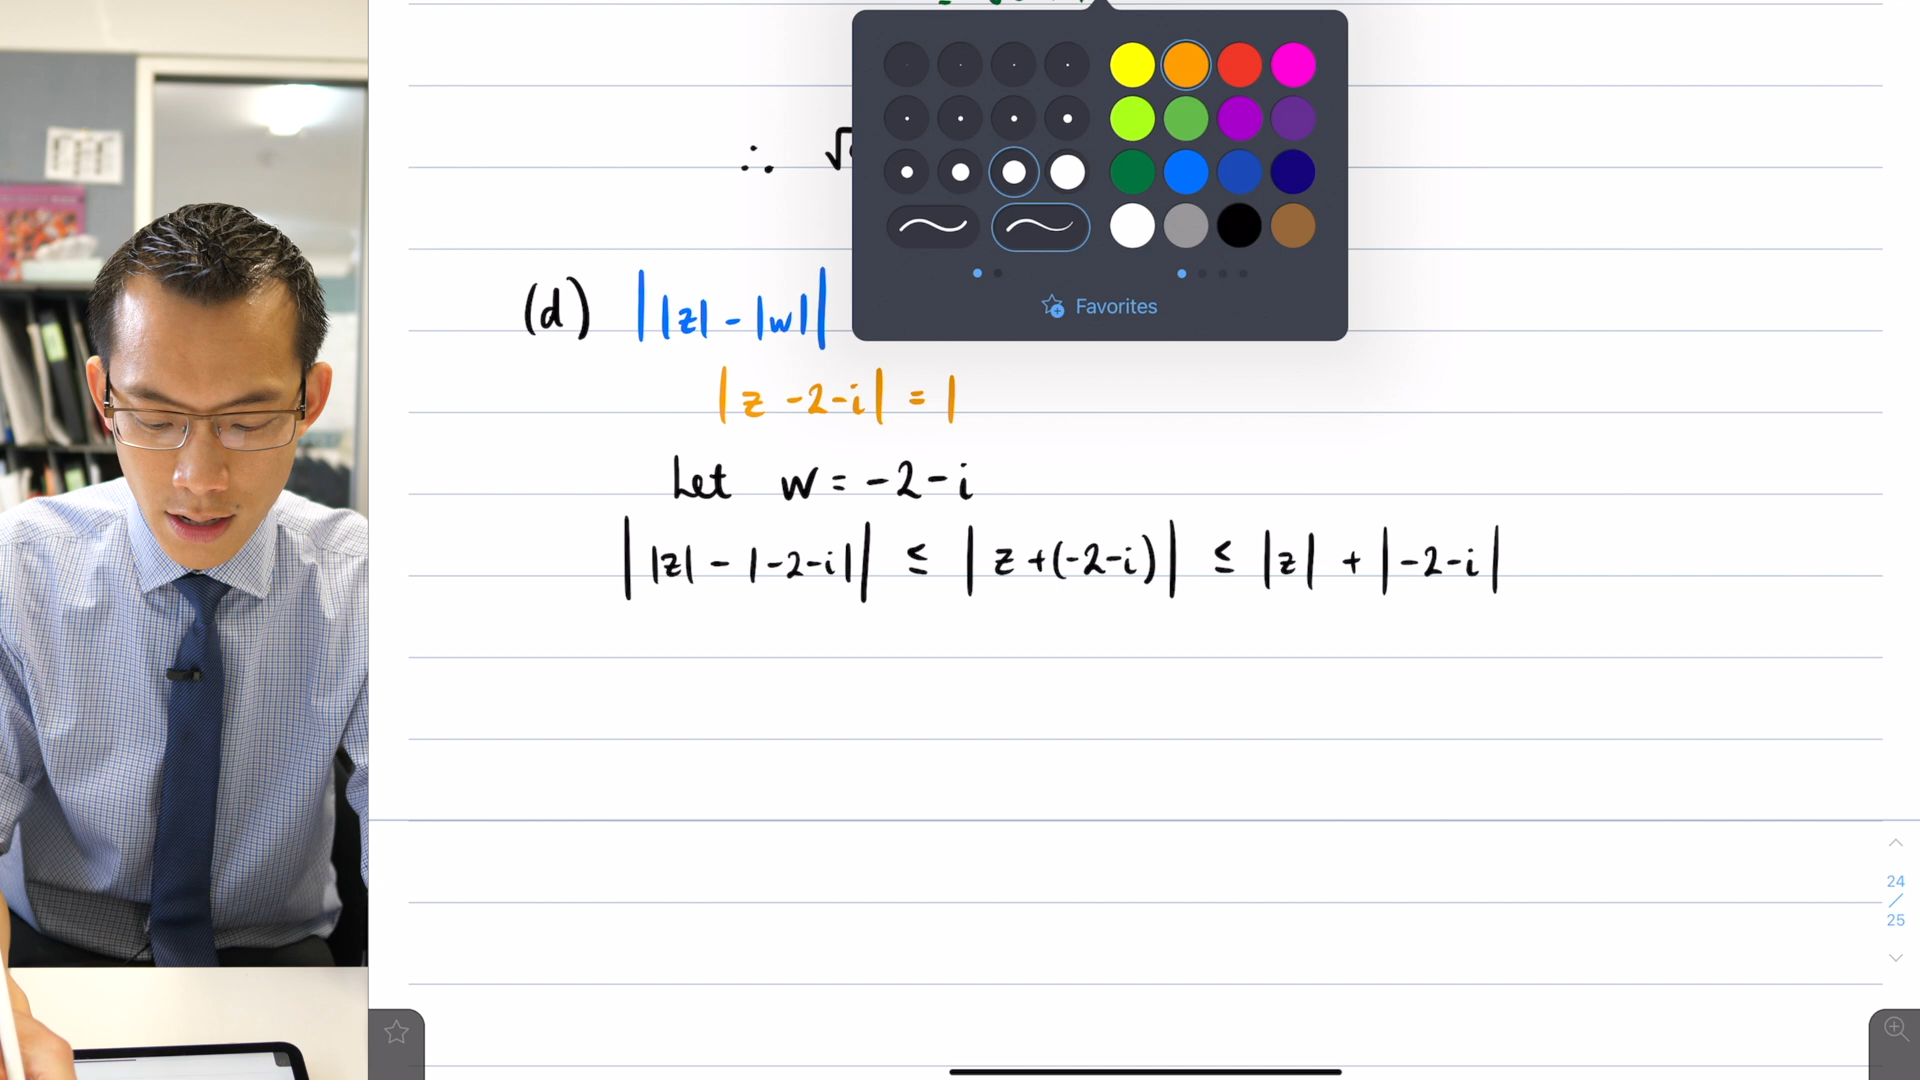 ∴ √
(d) ||z| - |w||
Favorites
|z -2-i| = 1
Let w = -2-i
||z| - |-2-i|| ≤ |z+(-2-i)| ≤ |z| + |-2-i|
24
/
25